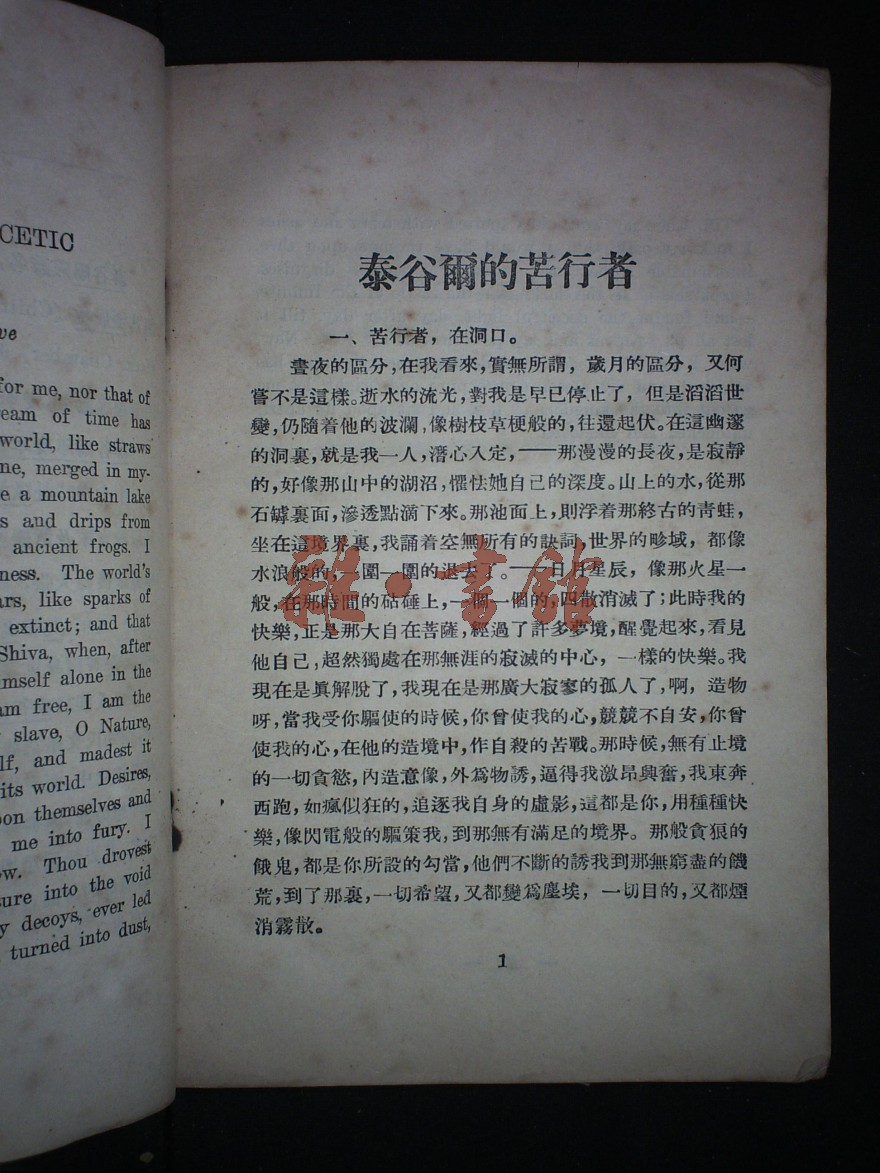 CETIC
ve
for me, nor that of
ream of time has
world, like straws
ne, merged in my-
e a mountain lake
s and drips from
ancient frogs. I
ness. The world's
ars, like sparks of
extinct; and that
Shiva, when, after
imself alone in the
am free, I am the
slave, O Nature,
lf, and madest it
its world. Desires,
pon themselves and
me into fury. I
ow. Thou drovest
sure into the void
y decoys, ever led
turned into dust,
泰谷爾的苦行者
一、苦行者，在洞口。
晝夜的區分，在我看來，實無所謂，歲月的區分，又何
嘗不是這樣。逝水的流光，對我是早已停止了，但是滔滔世
變，仍隨着他的波瀾，像樹枝草梗般的，往還起伏。在這幽邃
的洞裏，就是我一人，潛心入定，——那漫漫的長夜，是寂靜
的，好像那山中的湖沼，懼怯她自己的深度。山上的水，從那
石罅裏面，滲透點滴下來。那池面上，則浮着那終古的青蛙，
坐在這境界裏，我誦着空無所有的訣詞，世界的畛域，都像
水浪般的，一圈一圈的退去了。——日月星辰，像那火星一
般，在那時間的砧碰上，一個一個的，四散消滅了；此時我的
快樂，正是那大自在菩薩，經過了許多夢境，醒覺起來，看見
他自己，超然獨處在那無涯的寂滅的中心，一樣的快樂。我
現在是眞解脫了，我現在是那廣大寂寥的孤人了，啊，造物
呀，當我受你驅使的時候，你曾使我的心，競競不自安，你曾
使我的心，在他的造境中，作自殺的苦戰。那時候，無有止境
的一切貪慾，內造意像，外爲物誘，逼得我激昂興奮，我東奔
西跑，如瘋似狂的，追逐我自身的虛影，這都是你，用種種快
樂，像閃電般的驅策我，到那無有滿足的境界。那般貪狼的
餓鬼，都是你所設的勾當，他們不斷的誘我到那無窮盡的饑
荒，到了那裏，一切希望，又都變爲塵埃，一切目的，又都煙
消霧散。
1
雜·書館